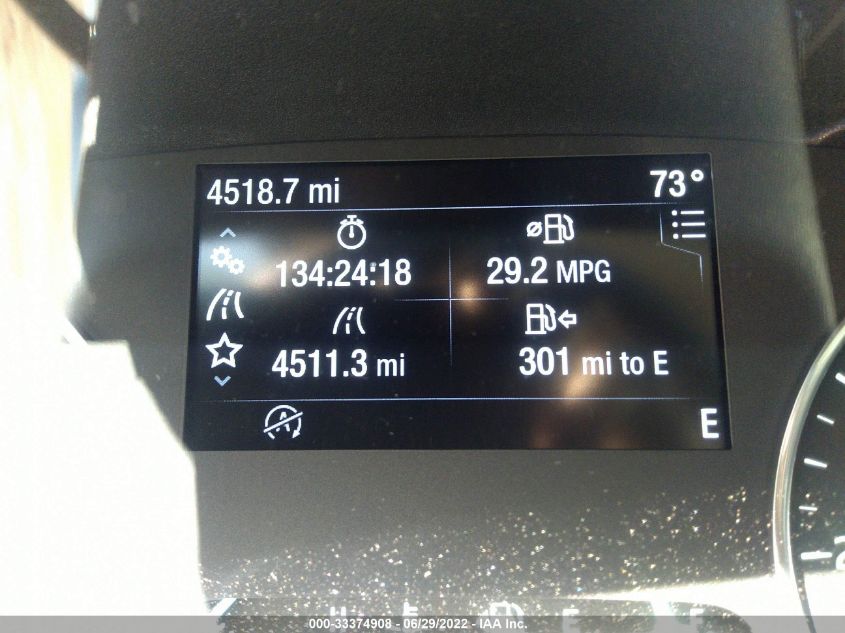 4518.7 mi 73°
134:24:18 29.2 MPG
4511.3 mi 301 mi to E
A E
H E E F
000-33374908 - 06/29/2022 - IAA Inc.